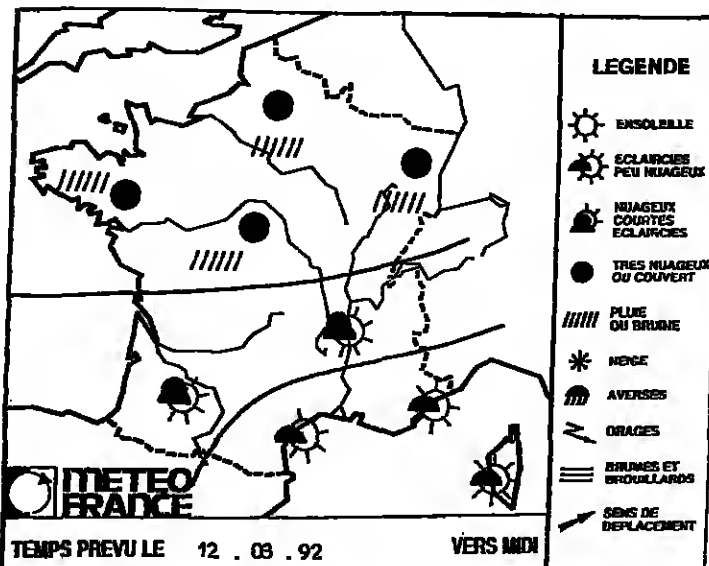 LEGENDE
ENSOLEILLE
ECLAIRCIES
PEU NUAGEUX
NUAGEUX
COURTES
ECLAIRCIES
TRES NUAGEUX
OU COUVERT
PLUIE
OU BRUINE
NEIGE
AVERSES
ORAGES
BRUMES ET
BROUILLARDS
SENS DE
DEPLACEMENT
METEO
FRANCE
TEMPS PREVU LE 12 . 03 . 92 VERS MIDI